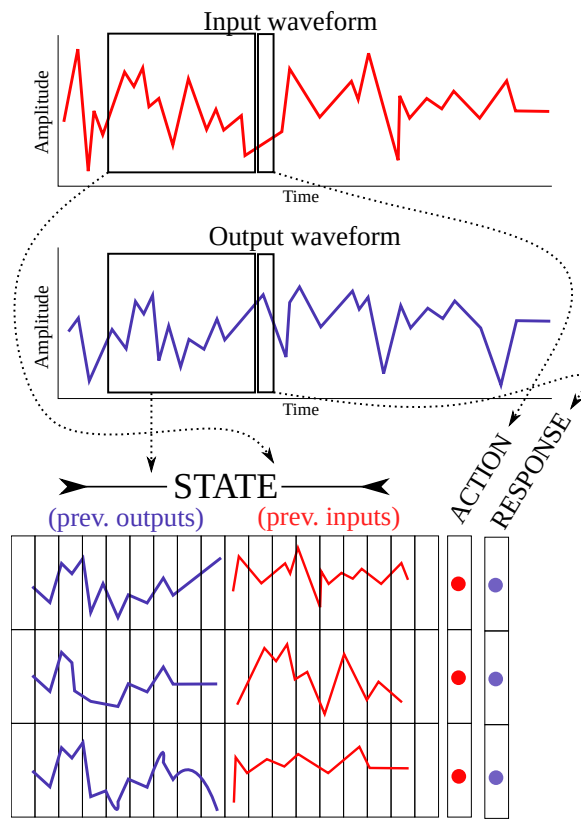 Input waveform
Amplitude
Time
Output waveform
Amplitude
Time
ACTION
RESPONSE
STATE
(prev. outputs)
(prev. inputs)